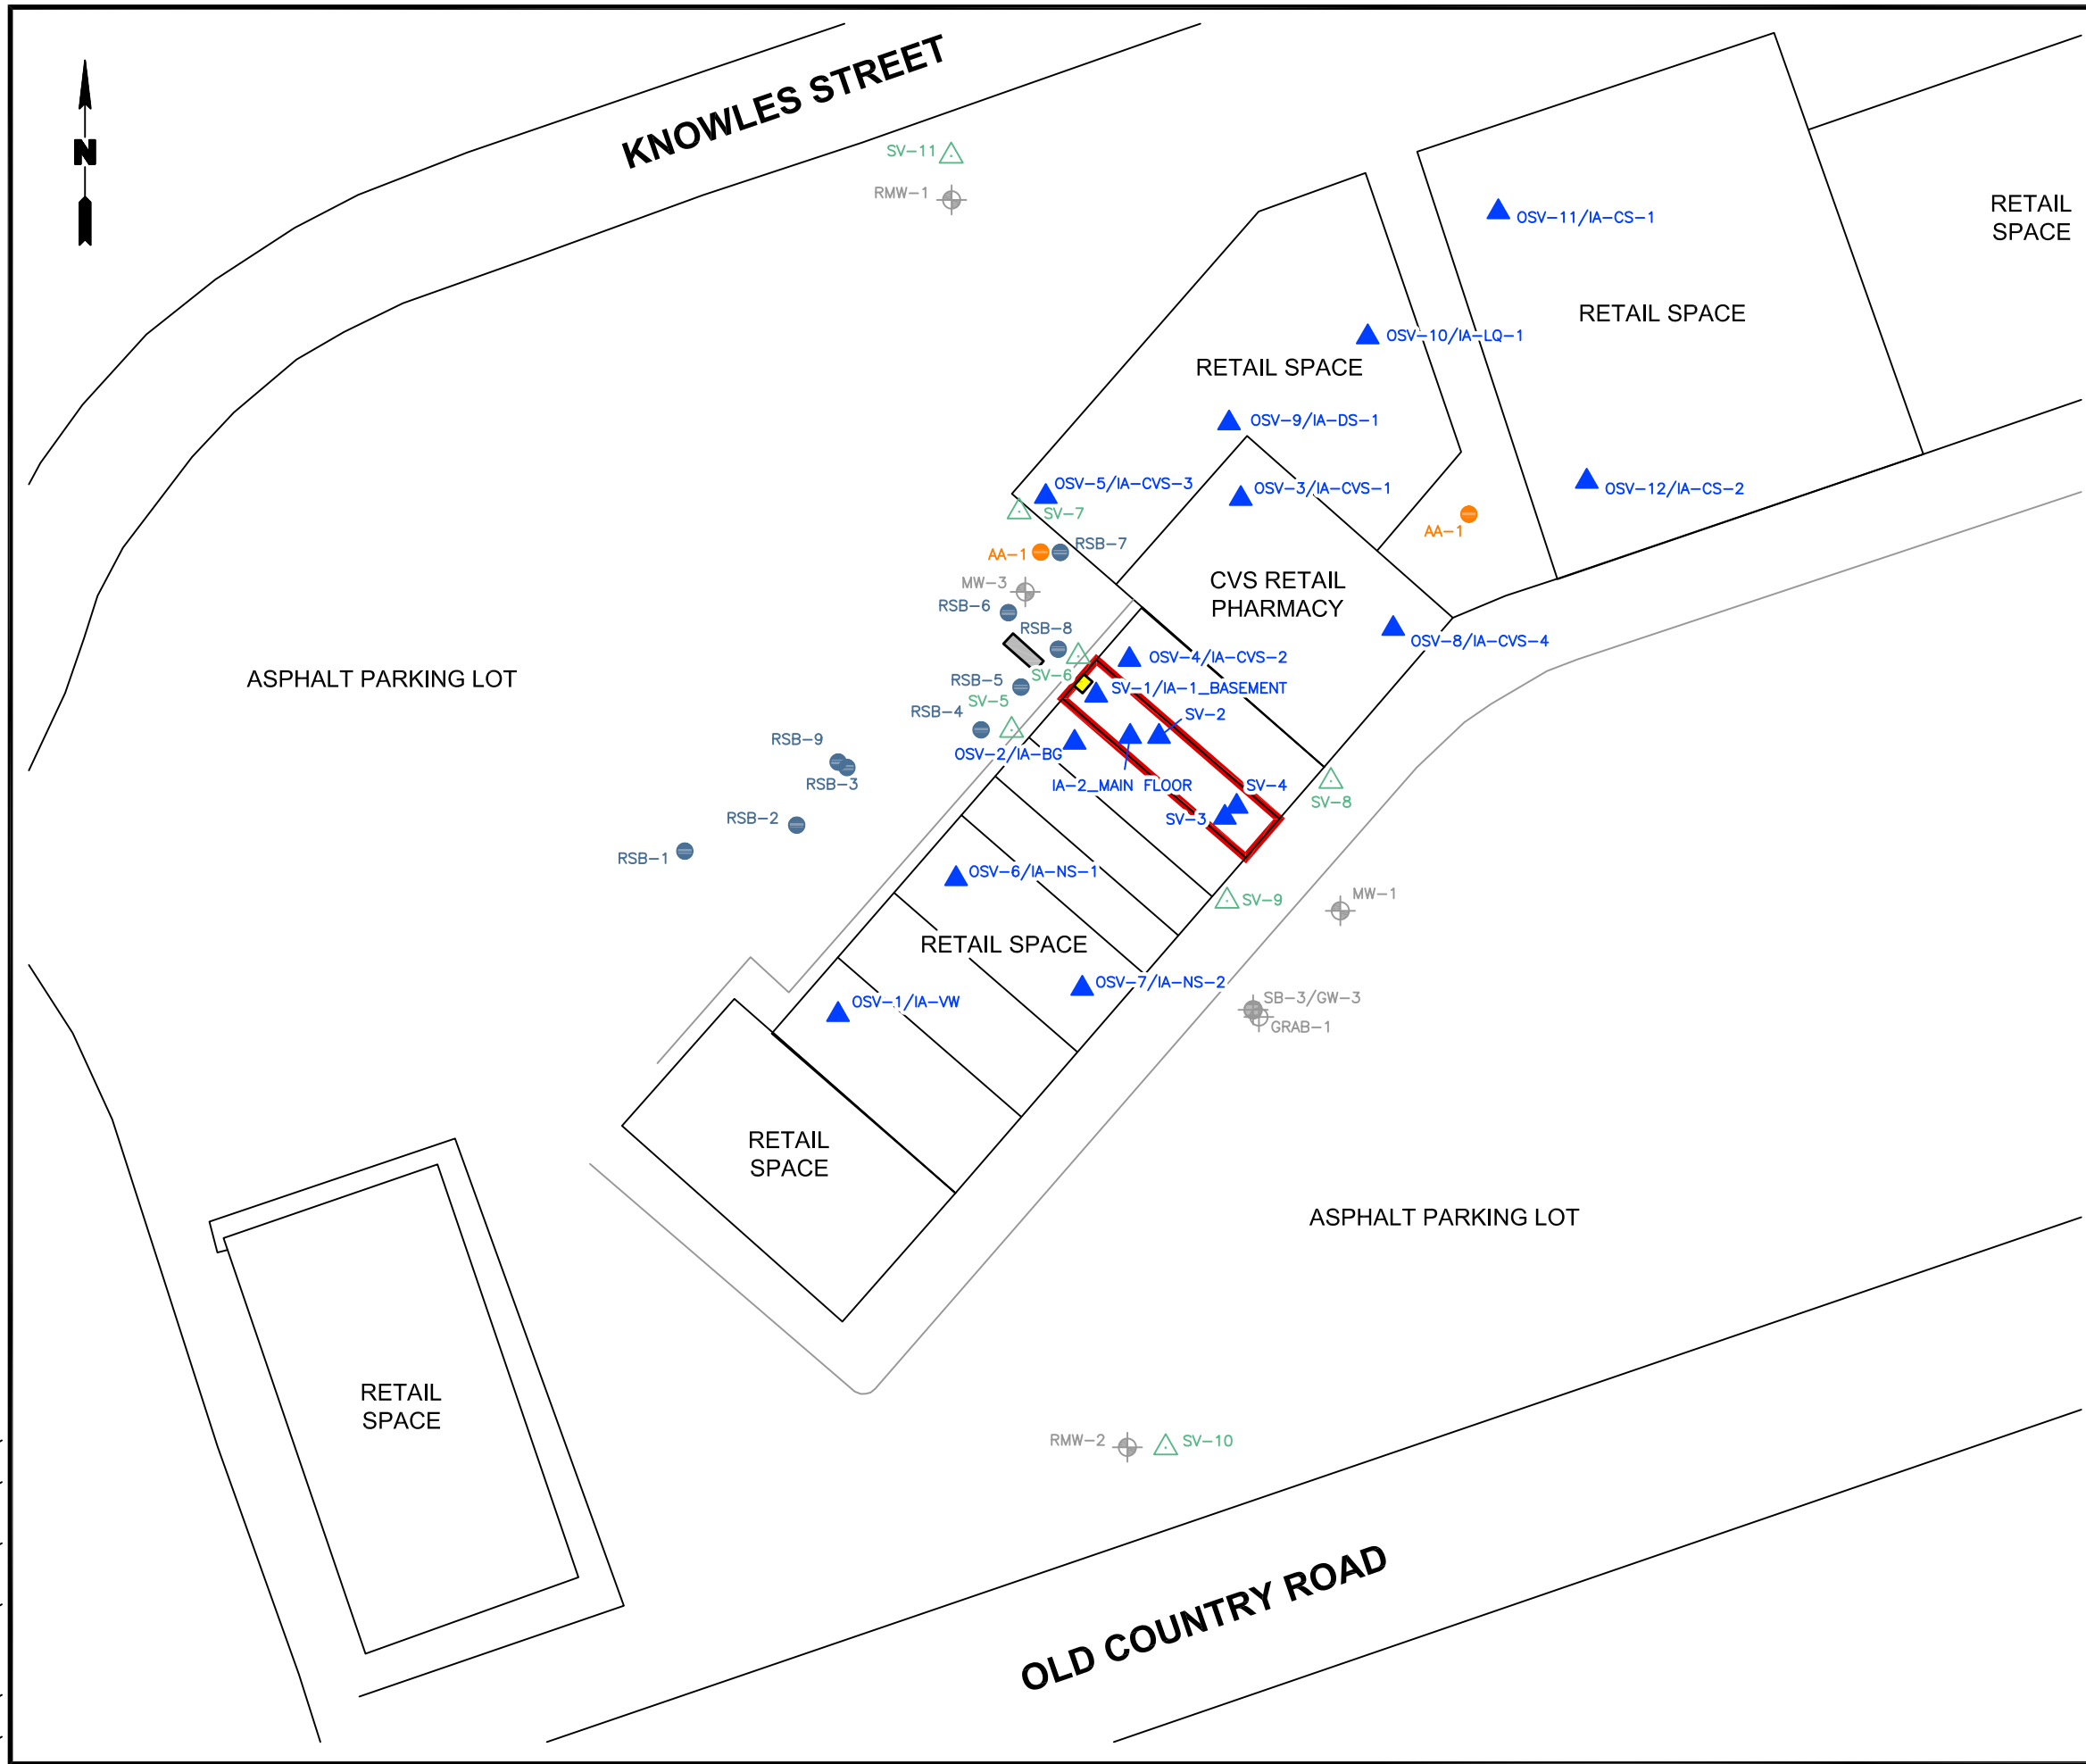 KNOWLES STREET
N
SV-11
RMW-1
RETAIL
SPACE
OSV-11/IA-CS-1
RETAIL SPACE
OSV-10/IA-LQ-1
RETAIL SPACE
OSV-9/IA-DS-1
OSV-5/IA-CVS-3
OSV-3/IA-CVS-1
OSV-12/IA-CS-2
SV-7
AA-1
AA-1
RSB-7
MW-3
CVS RETAIL
PHARMACY
RSB-6
RSB-8
OSV-8/IA-CVS-4
OSV-4/IA-CVS-2
ASPHALT PARKING LOT
SV-6
RSB-5
SV-1/IA-1_BASEMENT
SV-5
RSB-4
SV-2
RSB-9
OSV-2/IA-BG
RSB-3
IA-2_MAIN FLOOR
SV-4
SV-8
RSB-2
SV-3
RSB-1
OSV-6/IA-NS-1
MW-1
SV-9
RETAIL SPACE
OSV-7/IA-NS-2
OSV-1/IA-VW
SB-3/GW-3
GRAB-1
RETAIL
SPACE
ASPHALT PARKING LOT
RETAIL
SPACE
RMW-2
SV-10
OLD COUNTRY ROAD